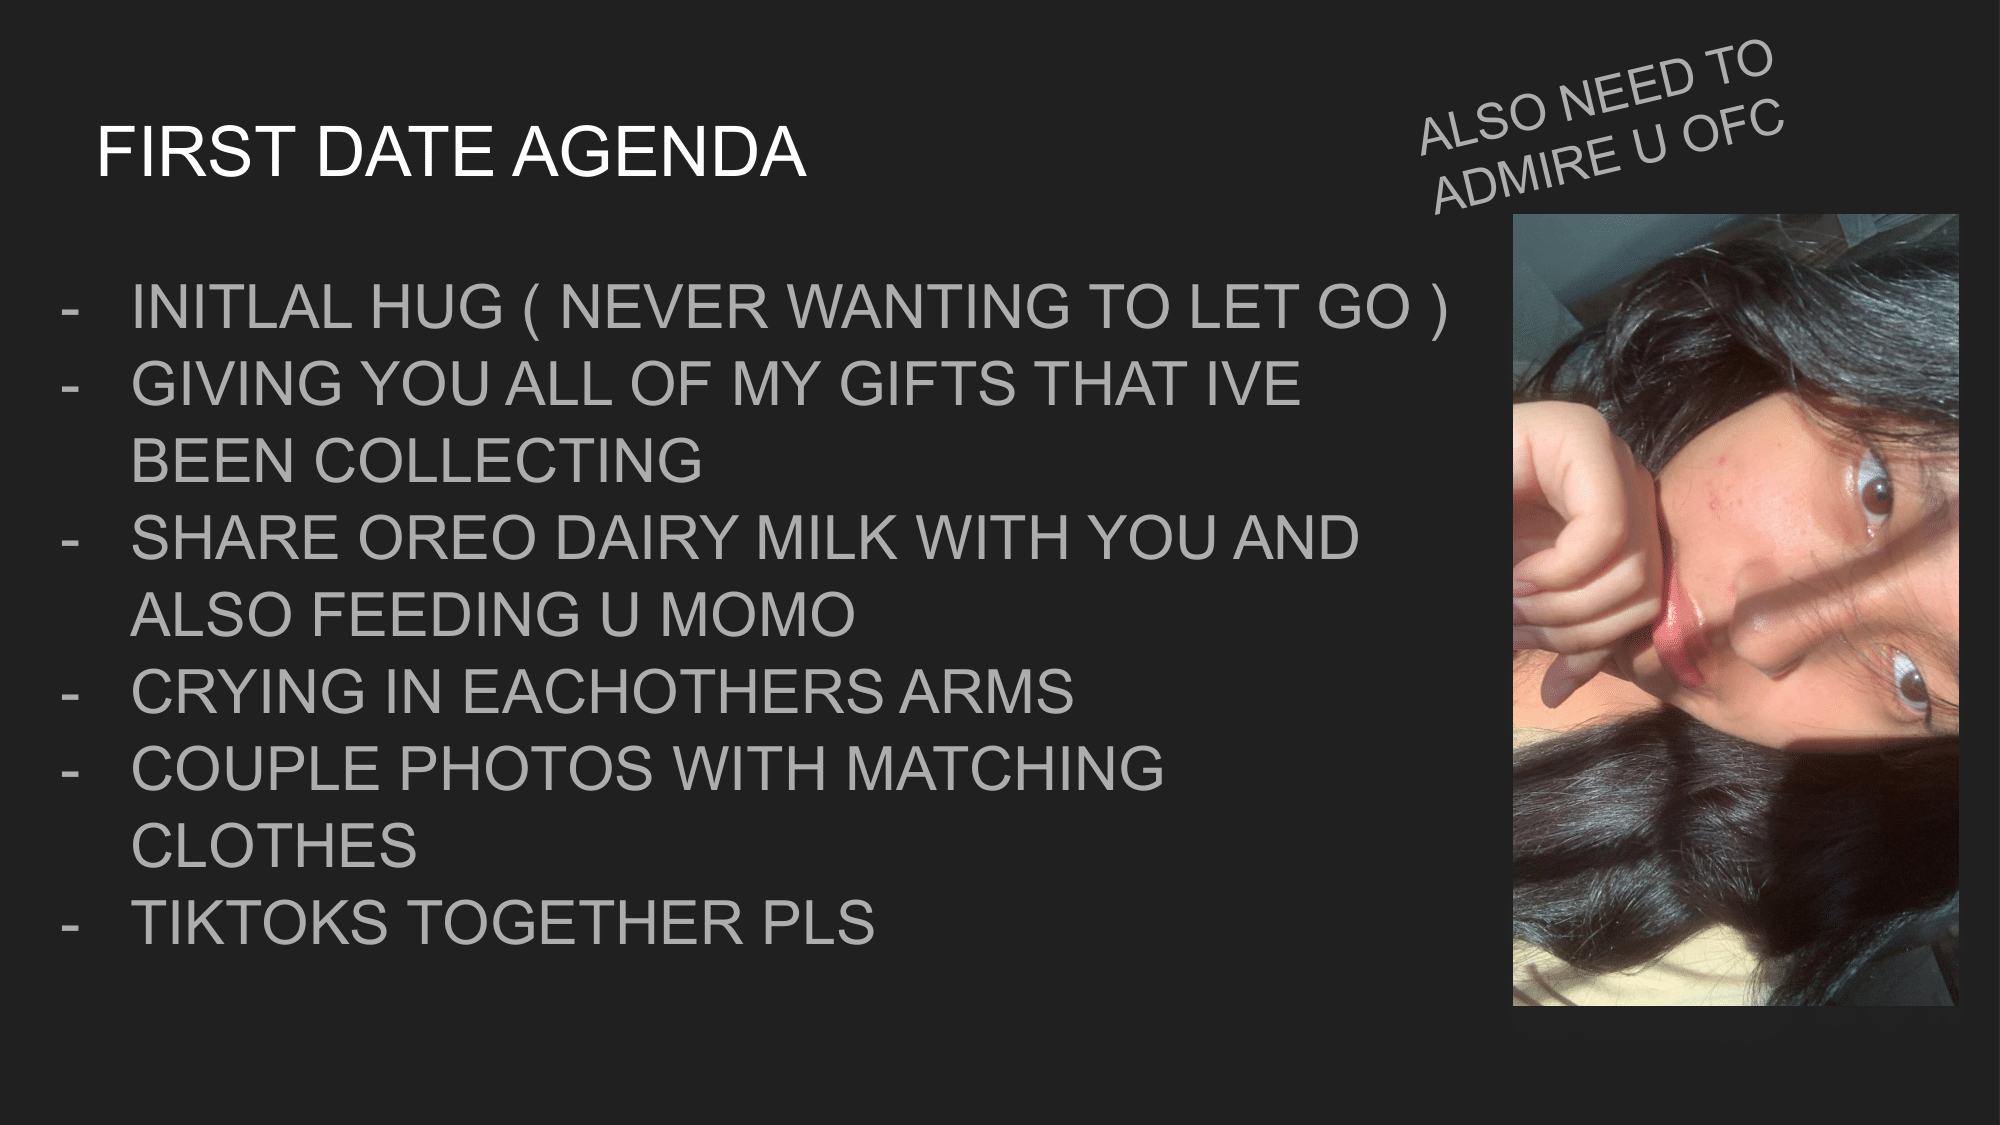 FIRST DATE AGENDA
ALSO NEED TO
ADMIRE U OFC
- INITLAL HUG ( NEVER WANTING TO LET GO )
- GIVING YOU ALL OF MY GIFTS THAT IVE
BEEN COLLECTING
- SHARE OREO DAIRY MILK WITH YOU AND
ALSO FEEDING U MOMO
- CRYING IN EACHOTHERS ARMS
- COUPLE PHOTOS WITH MATCHING
CLOTHES
- TIKTOKS TOGETHER PLS